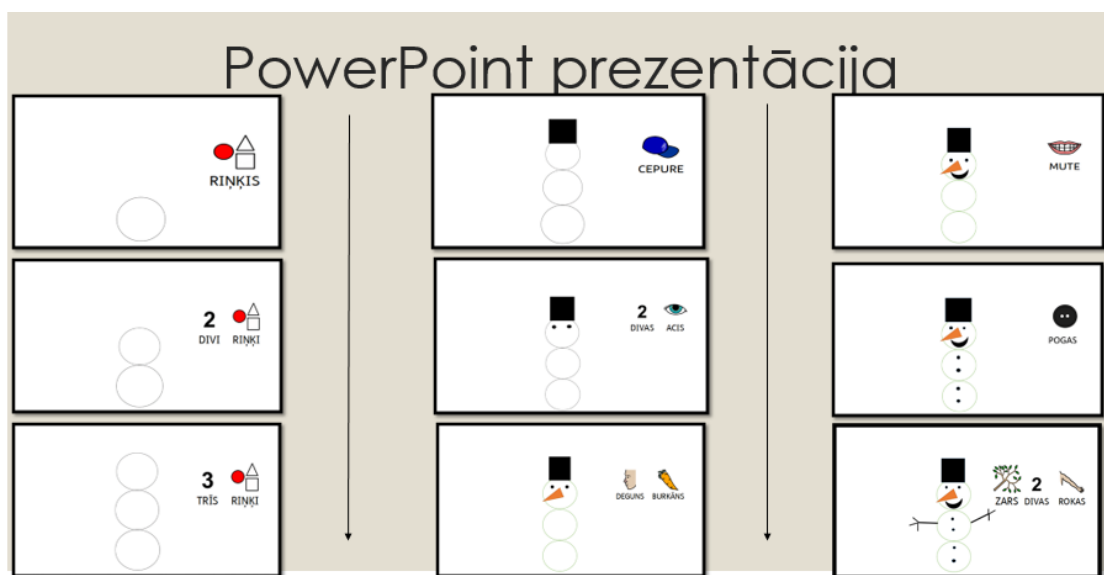 PowerPoint prezentācija
RIŅĶIS
2
DIVI RIŅĶI
3
TRĪS RIŅĶI
CEPURE
2
DIVAS ACIS
DEGUNS BURKĀNS
MUTE
POGAS
2
ZARS DIVAS ROKAS